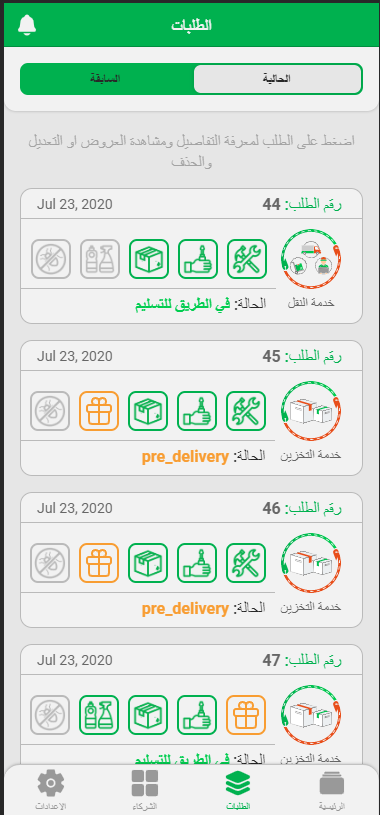 الطلبات
الحالية
السابقة
اضغط على الطلب لمعرفة التفاصيل ومشاهدة العروض او التعديل
والحذف
رقم الطلب: 44
Jul 23, 2020
خدمة النقل
الحالة: في الطريق للتسليم
رقم الطلب: 45
Jul 23, 2020
خدمة التخزين
الحالة: pre_delivery
رقم الطلب: 46
Jul 23, 2020
خدمة التخزين
الحالة: pre_delivery
رقم الطلب: 47
Jul 23, 2020
خدمة التخزين
الحالة: في الطريق للتسليم
الرئيسية
الطلبات
الشركاء
الإعدادات